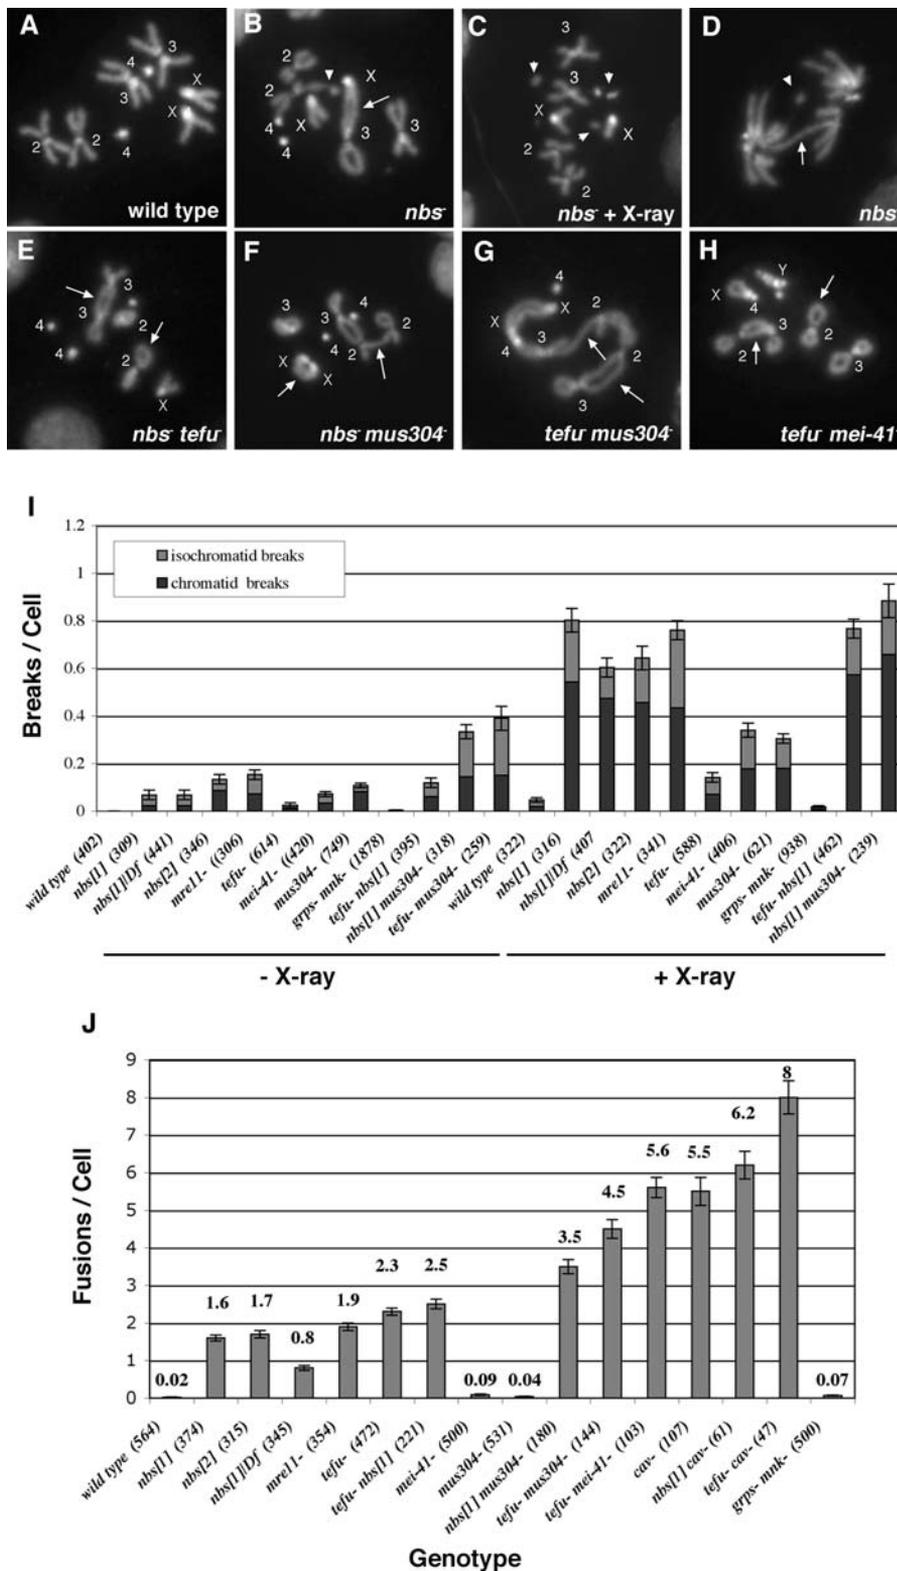 A
3
4
3
X
X
2
2
4
wild type
B
2
2
X
X
4
4
3
3
nbs-
C
3
3
X
X
2
2
nbs- + X-ray
D
nbs
E
3
4
2
4
2
X
nbs- tefu-
F
3
4
3
2
2
X
X
nbs- mus304-
G
4
X
2
X
4
3
2
3
tefu- mus304-
H
Y
X
4
3
2
2
3
tefu- mei-41-
I
1.2
1
0.8
0.6
0.4
0.2
0
Breaks / Cell
isochromatid breaks
chromatid breaks
wild type (402)
nbs[1] (309)
nbs[1]/Df (441)
nbs[2] (346)
mre11- ((306)
tefu- (614)
mei-41- ((420)
mus304- (749)
grps- mnk- (1878)
tefu- nbs[1] (395)
nbs[1] mus304- (318)
tefu- mus304- (259)
wild type (322)
nbs[1] (316)
nbs[1]/Df (407
nbs[2] (322)
mre11- (341)
tefu- (588)
mei-41- (406)
mus304- (621)
grps- mnk- (938)
tefu- nbs[1] (462)
nbs[1] mus304- (239)
- X-ray
+ X-ray
J
9
8
7
6
5
4
3
2
1
0
Fusions / Cell
0.02
1.6
1.7
0.8
1.9
2.3
2.5
0.09
0.04
3.5
4.5
5.6
5.5
6.2
8
0.07
wild type (564)
nbs[1] (374)
nbs[2] (315)
nbs[1]/Df (345)
mre11- (354)
tefu- (472)
tefu- nbs[1] (221)
mei-41- (500)
mus304- (531)
nbs[1] mus304- (180)
tefu- mus304- (144)
tefu- mei-41- (103)
cav- (107)
nbs[1] cav- (61)
tefu- cav- (47)
grps- mnk- (500)
Genotype